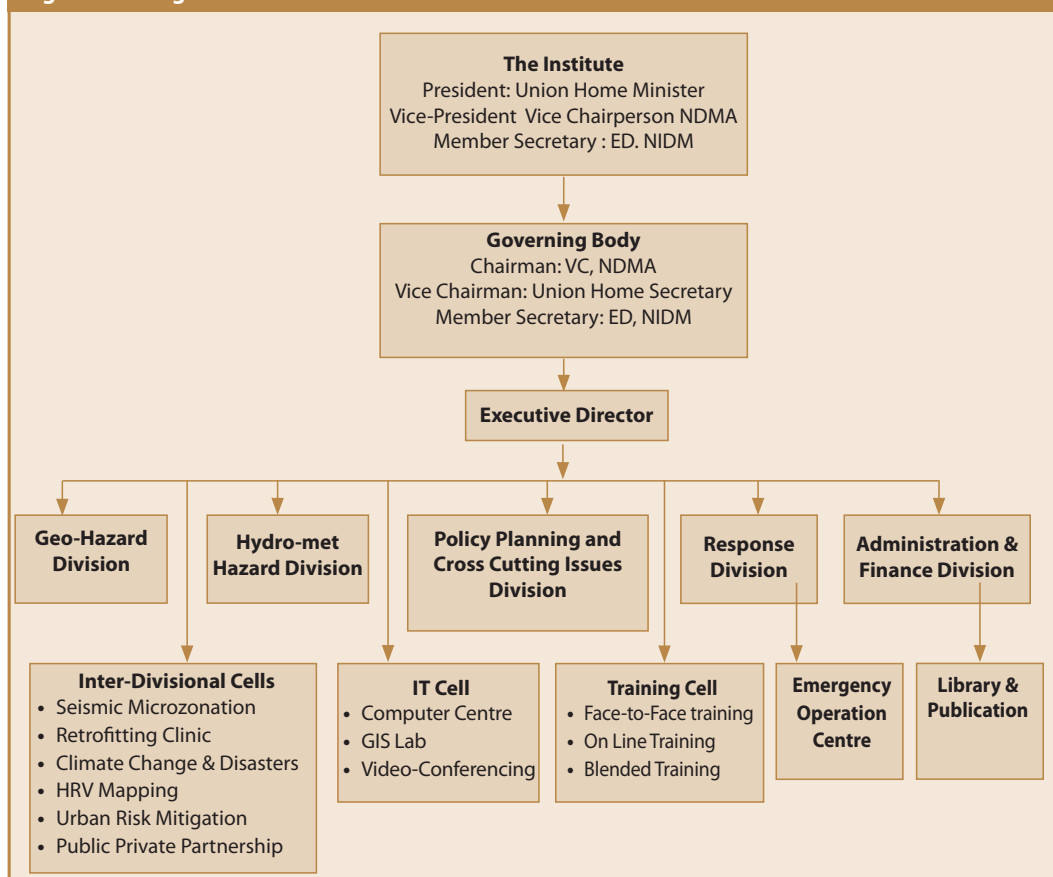 The Institute
President: Union Home Minister
Vice-President Vice Chairperson NDMA
Member Secretary : ED. NIDM
Governing Body
Chairman: VC, NDMA
Vice Chairman: Union Home Secretary
Member Secretary: ED, NIDM
Executive Director
Geo-Hazard
Division
Hydro-met
Hazard Division
Policy Planning and
Cross Cutting Issues
Division
Response
Division
Administration &
Finance Division
Inter-Divisional Cells
• Seismic Microzonation
• Retrofitting Clinic
• Climate Change & Disasters
• HRV Mapping
• Urban Risk Mitigation
• Public Private Partnership
IT Cell
• Computer Centre
• GIS Lab
• Video-Conferencing
Training Cell
• Face-to-Face training
• On Line Training
• Blended Training
Emergency
Operation
Centre
Library &
Publication